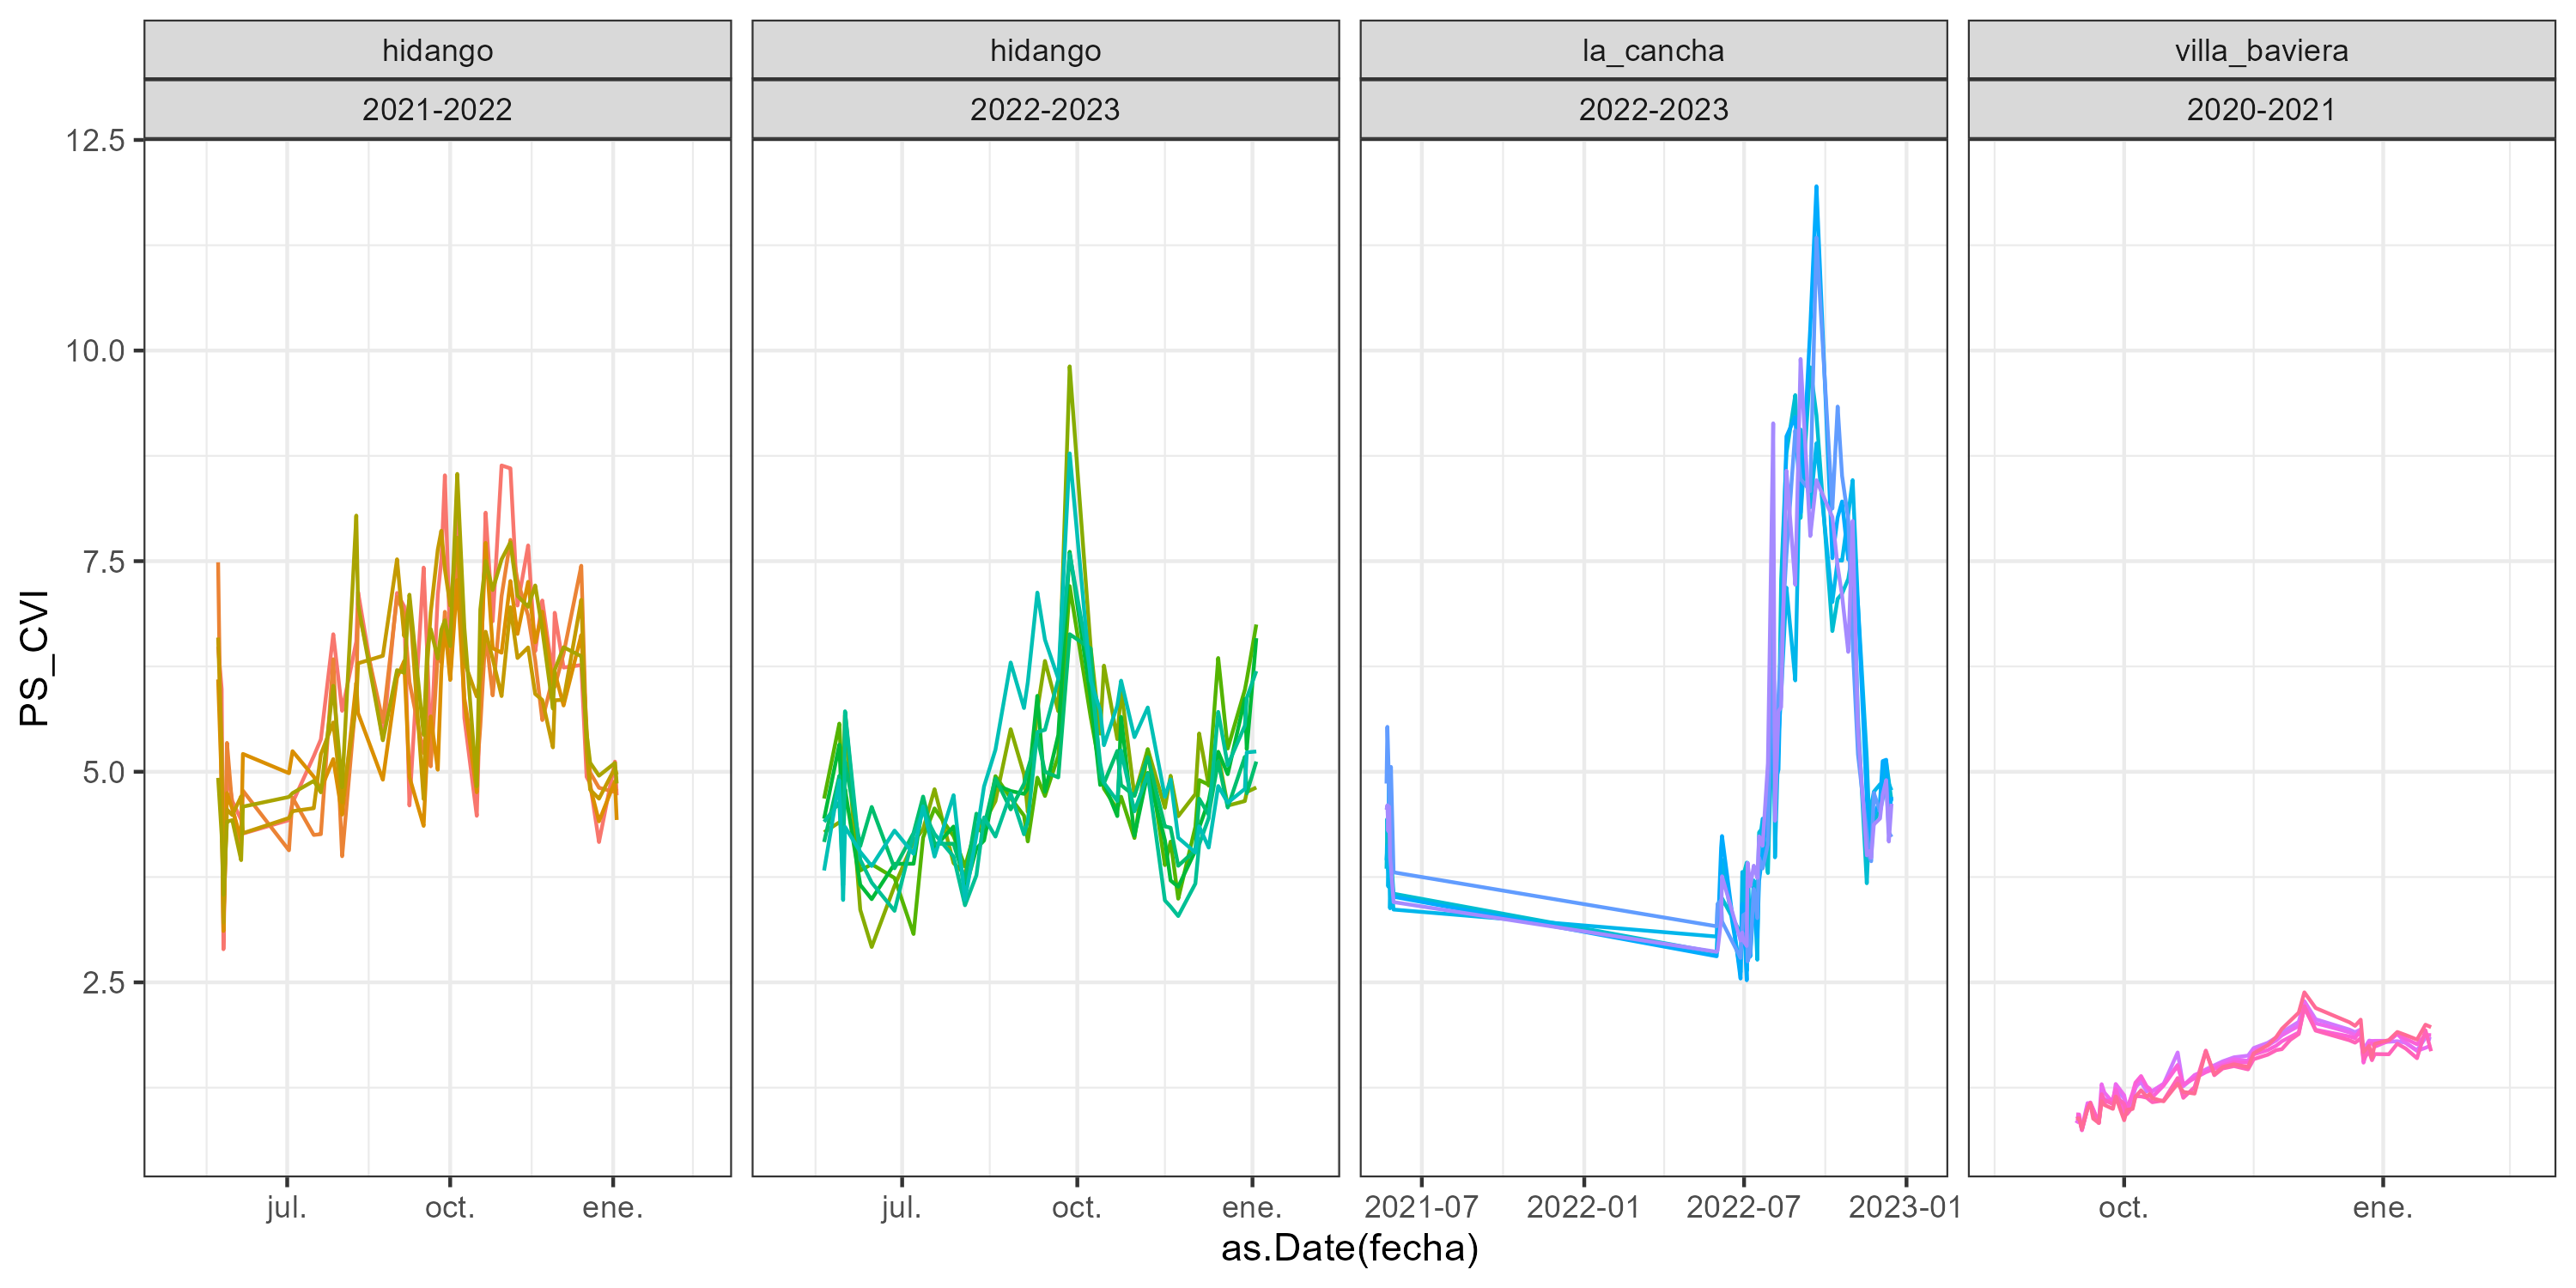 hidango
hidango
la_cancha
villa_baviera
2021-2022
2022-2023
2022-2023
2020-2021
12.5
10.0
7.5
5.0
2.5
PS_CVI
jul.
oct.
ene.
jul.
oct.
ene.
2021-07
2022-01
2022-07
2023-01
oct.
ene.
as.Date(fecha)